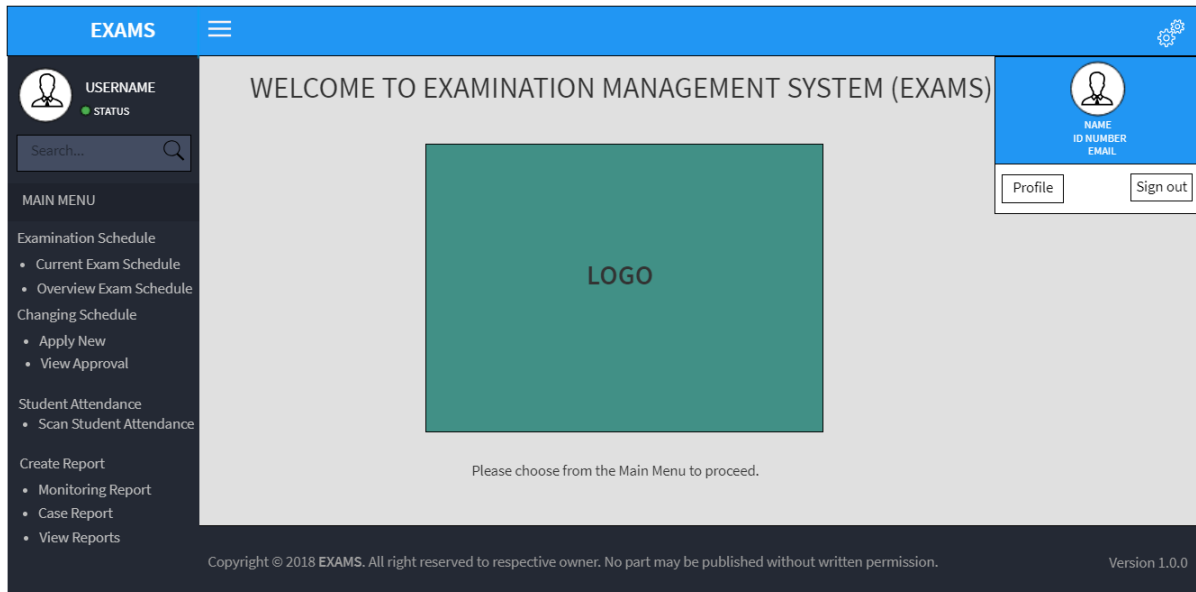 EXAMS
USERNAME
STATUS
Search...
MAIN MENU
Examination Schedule
• Current Exam Schedule
• Overview Exam Schedule
Changing Schedule
• Apply New
• View Approval
Student Attendance
• Scan Student Attendance
Create Report
• Monitoring Report
• Case Report
• View Reports
WELCOME TO EXAMINATION MANAGEMENT SYSTEM (EXAMS)
LOGO
Please choose from the Main Menu to proceed.
NAME
ID NUMBER
EMAIL
Profile
Sign out
Copyright © 2018 EXAMS. All right reserved to respective owner. No part may be published without written permission.
Version 1.0.0